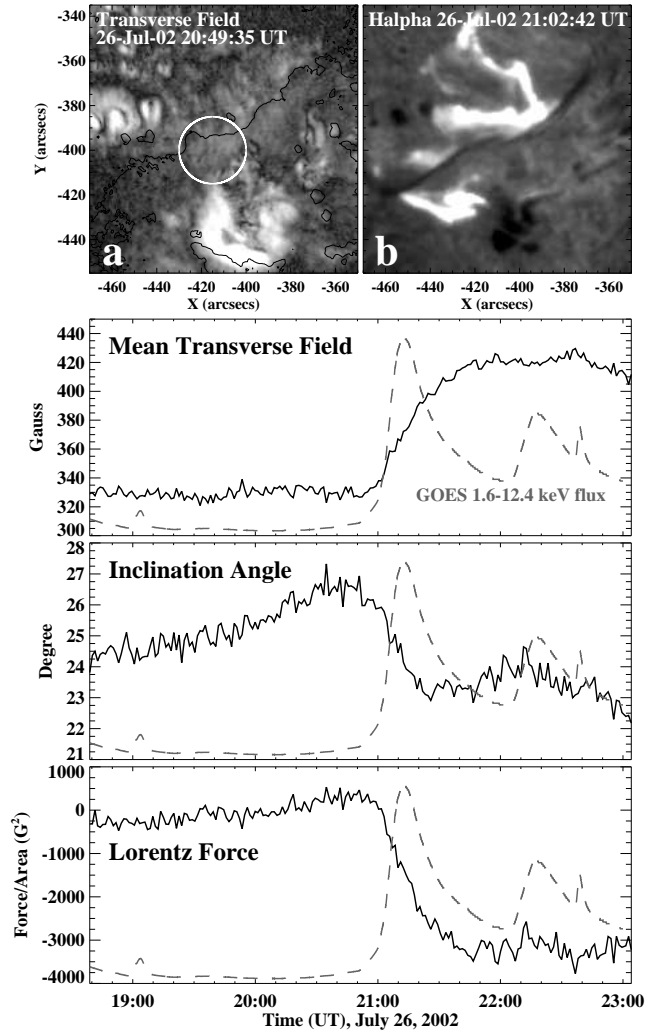 Transverse Field
26-Jul-02 20:49:35 UT
Halpha 26-Jul-02 21:02:42 UT
-340
-360
-380
-400
-420
-440
Y (arcsecs)
a
b
-460 -440 -420 -400 -380 -360
-460 -440 -420 -400 -380 -360
X (arcsecs)
X (arcsecs)
440
420
400
380
360
340
320
300
Gauss
Mean Transverse Field
GOES 1.6-12.4 keV flux
28
27
26
25
24
23
22
21
Degree
Inclination Angle
1000
0
-1000
-2000
-3000
-4000
Force/Area (G²)
Lorentz Force
19:00 20:00 21:00 22:00 23:00
Time (UT), July 26, 2002